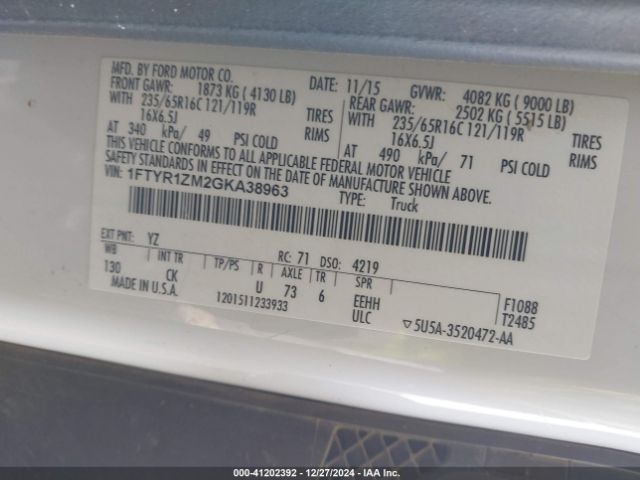 MFD. BY FORD MOTOR CO.
DATE: 11/15 GVWR: 4082 KG ( 9000 LB)
FRONT GAWR: 1873 KG ( 4130 LB)
REAR GAWR: 2502 KG ( 5515 LB)
WITH 235/65R16C 121/119R TIRES
WITH 235/65R16C 121/119R TIRES
16X6.5J RIMS
16X6.5J RIMS
AT 340 kPa/ 49 PSI COLD
AT 490 kPa/ 71 PSI COLD
THIS VEHICLE CONFORMS TO ALL APPLICABLE FEDERAL MOTOR VEHICLE
SAFETY STANDARDS IN EFFECT ON THE DATE OF MANUFACTURE SHOWN ABOVE.
VIN: 1FTYR1ZM2GKA38963
TYPE: Truck
EXT PNT: YZ RC: 71 DSO: 4219
WB INT TR TP/PS R AXLE TR SPR
130 CK U 73 6 EEHH
F1088
T2485
MADE IN U.S.A. 1201511233933 ULC
▽5U5A-3520472-AA
000-41202392 - 12/27/2024 - IAAI.com